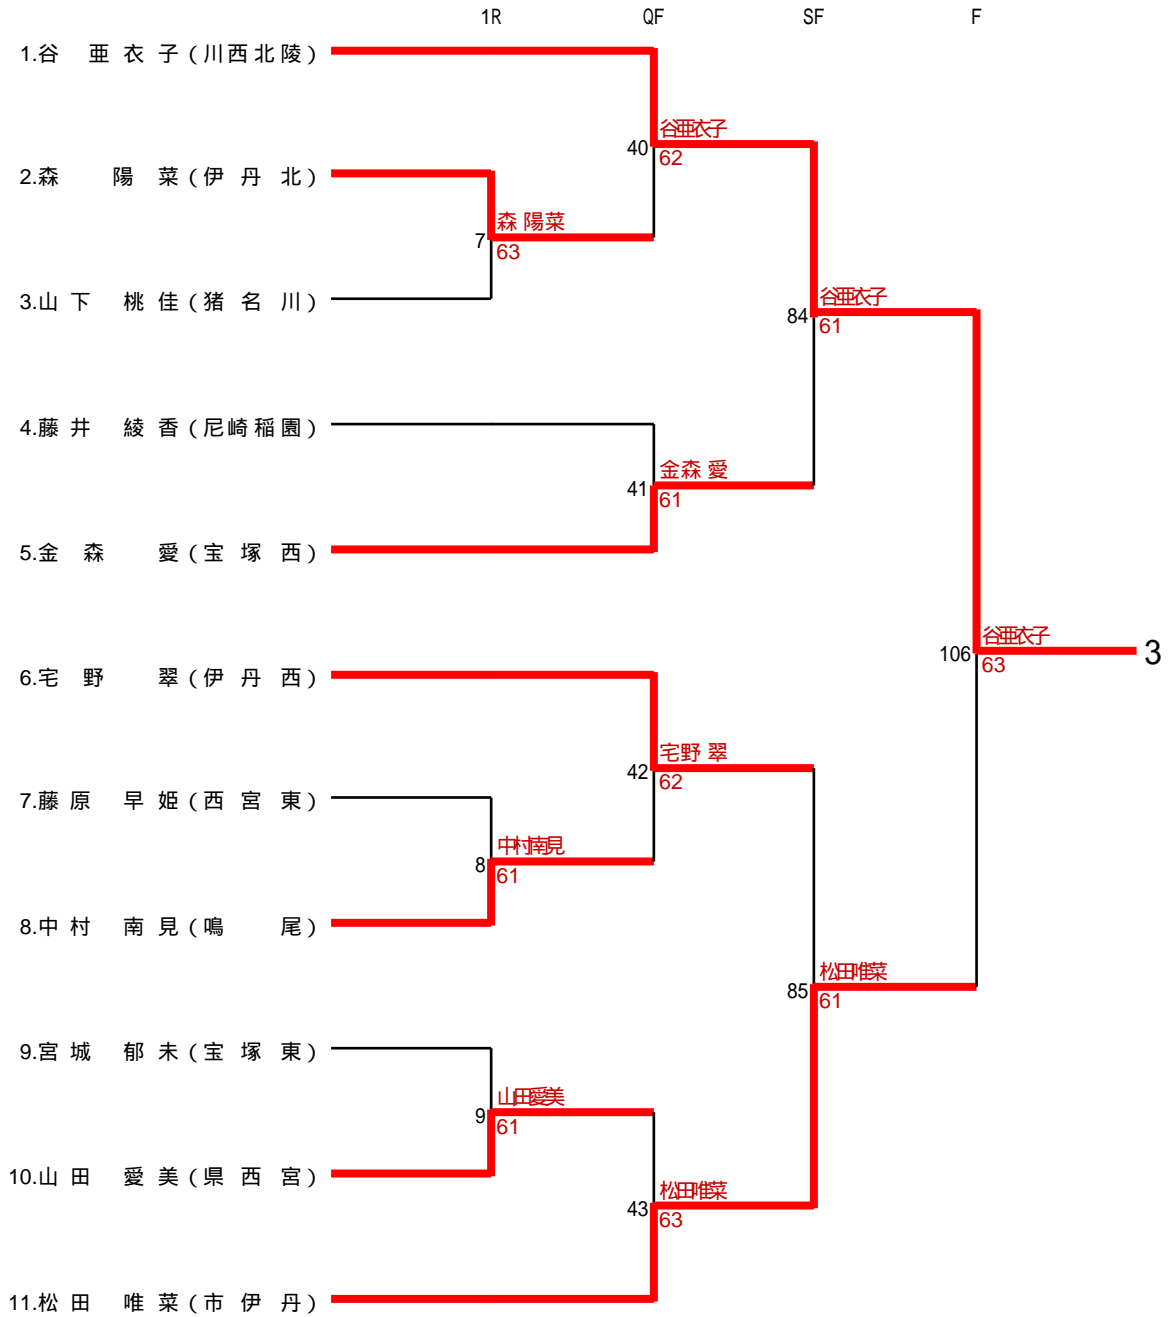 1R QF SF F
1.谷 亜衣子(川西北陵)
谷亜衣子
40
62
2.森 陽菜(伊丹北)
森 陽菜
7
63
3.山下 桃佳(猪名川)
谷亜衣子
84
61
4.藤井 綾香(尼崎稲園)
金森 愛
41
61
5.金森 愛(宝塚西)
谷亜衣子
106
63
3
6.宅野 翠(伊丹西)
宅野 翠
42
62
7.藤原 早姫(西宮東)
中村南見
8
61
8.中村 南見(鳴尾)
松田唯菜
85
61
9.宮城 郁未(宝塚東)
山田愛美
9
61
10.山田 愛美(県西宮)
松田唯菜
43
63
11.松田 唯菜(市伊丹)